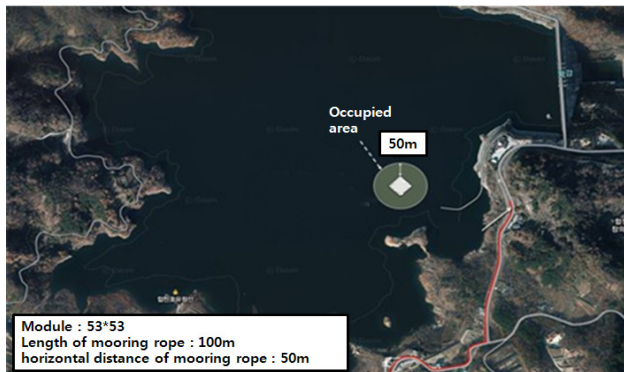 Occupied
area
50m
Module : 53*53
Length of mooring rope : 100m
horizontal distance of mooring rope : 50m